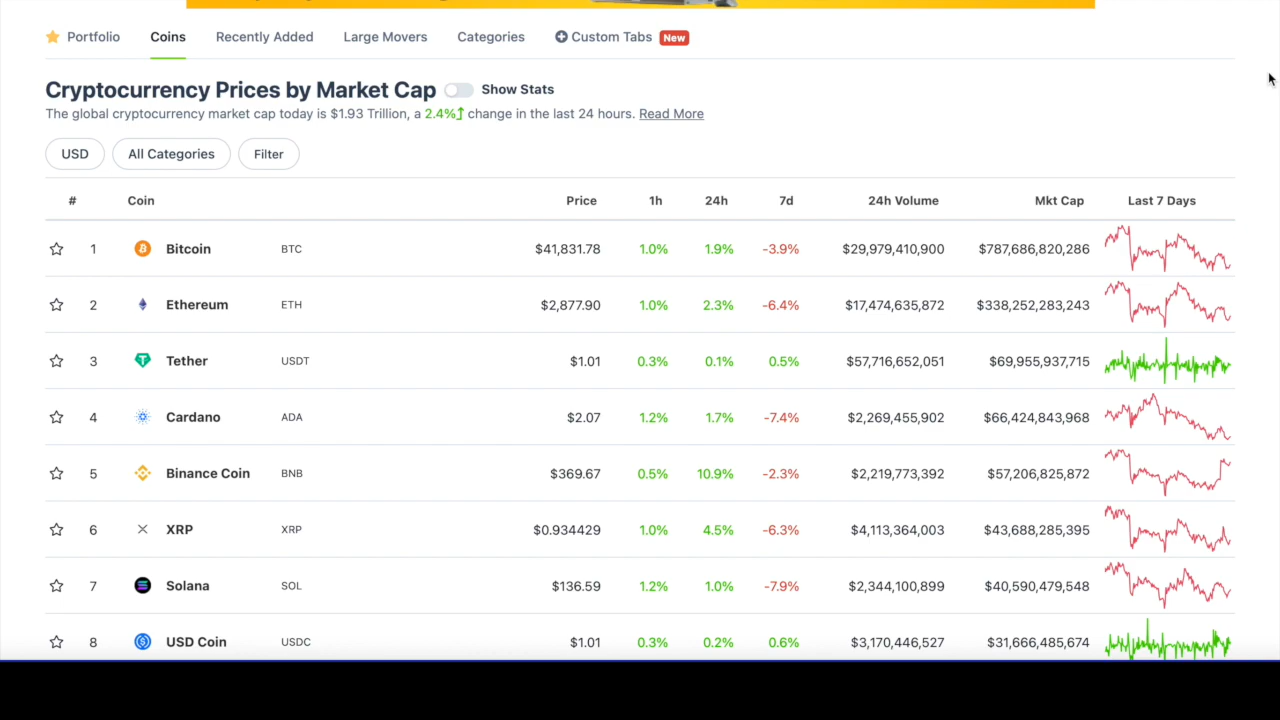 Portfolio Coins Recently Added Large Movers Categories Custom Tabs New
Cryptocurrency Prices by Market Cap Show Stats
The global cryptocurrency market cap today is $1.93 Trillion, a 2.4% change in the last 24 hours. Read More
USD All Categories Filter
# Coin Price 1h 24h 7d 24h Volume Mkt Cap Last 7 Days
1 Bitcoin BTC $41,831.78 1.0% 1.9% -3.9% $29,979,410,900 $787,686,820,286
2 Ethereum ETH $2,877.90 1.0% 2.3% -6.4% $17,474,635,872 $338,252,283,243
3 Tether USDT $1.01 0.3% 0.1% 0.5% $57,716,652,051 $69,955,937,715
4 Cardano ADA $2.07 1.2% 1.7% -7.4% $2,269,455,902 $66,424,843,968
5 Binance Coin BNB $369.67 0.5% 10.9% -2.3% $2,219,773,392 $57,206,825,872
6 XRP XRP $0.934429 1.0% 4.5% -6.3% $4,113,364,003 $43,688,285,395
7 Solana SOL $136.59 1.2% 1.0% -7.9% $2,344,100,899 $40,590,479,548
8 USD Coin USDC $1.01 0.3% 0.2% 0.6% $3,170,446,527 $31,666,485,674